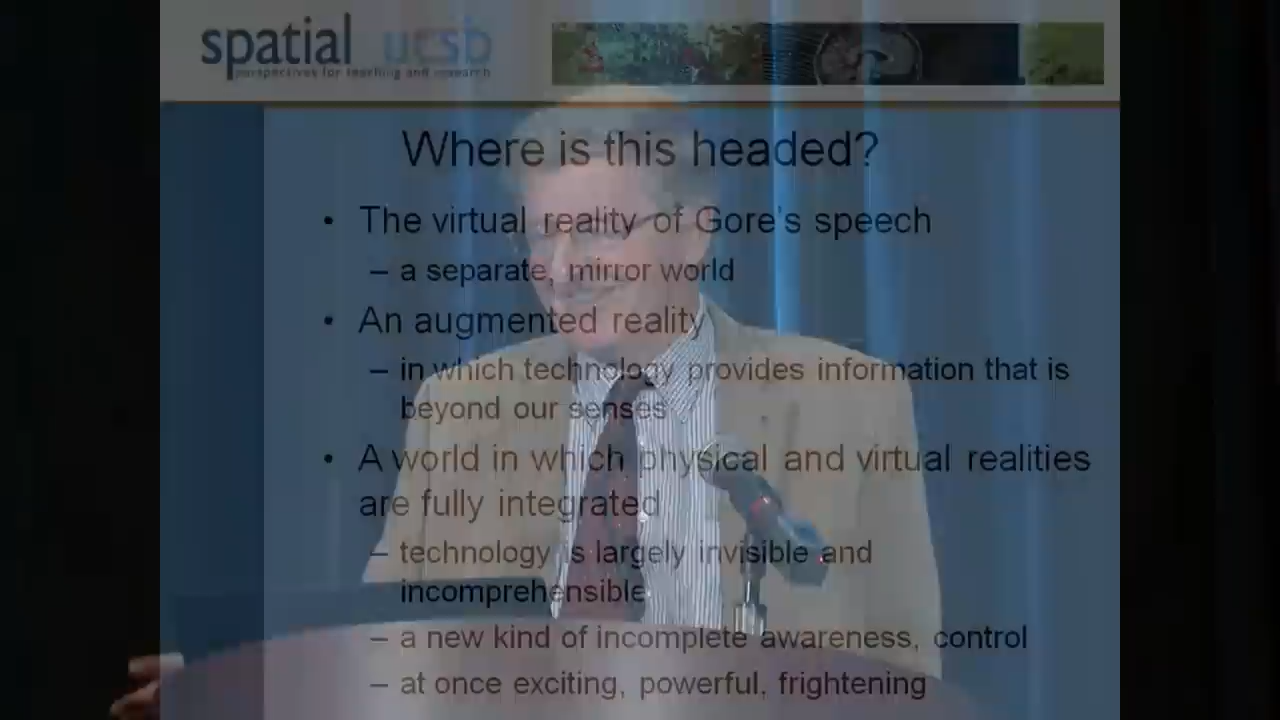 spatial ucsb
perspectives for teaching and research
Where is this headed?
• The virtual reality of Gore's speech
– a separate, mirror world
• An augmented reality
– in which technology provides information that is
beyond our senses
• A world in which physical and virtual realities
are fully integrated
– technology is largely invisible and
incomprehensible
– a new kind of incomplete awareness, control
– at once exciting, powerful, frightening